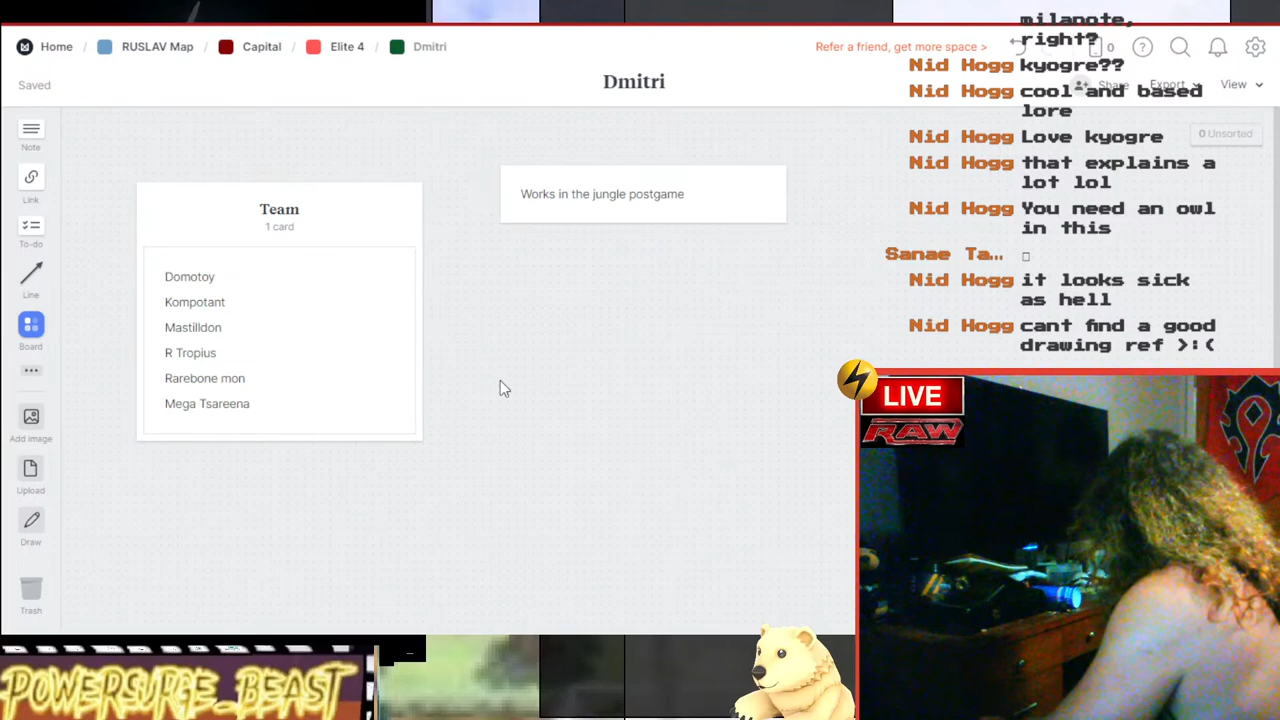 Home / RUSLAV Map / Capital / Elite 4 / Dmitri
Refer a friend, get more space >
0
Saved
Dmitri
Share
Export
View
0 Unsorted
Note
Link
To-do
Line
Board
Add image
Upload
Draw
Trash
Team
1 card
Domotoy
Kompotant
Mastilldon
R Tropius
Rarebone mon
Mega Tsareena
Works in the jungle postgame
milanote,
right?
Nid Hogg kyogre??
Nid Hogg cool and based
lore
Nid Hogg Love kyogre
Nid Hogg that explains a
lot lol
Nid Hogg You need an owl
in this
Sanae Ta...
Nid Hogg it looks sick
as hell
Nid Hogg cant find a good
drawing ref >:(
LIVE
RAW
POWERSURGE_BEAST